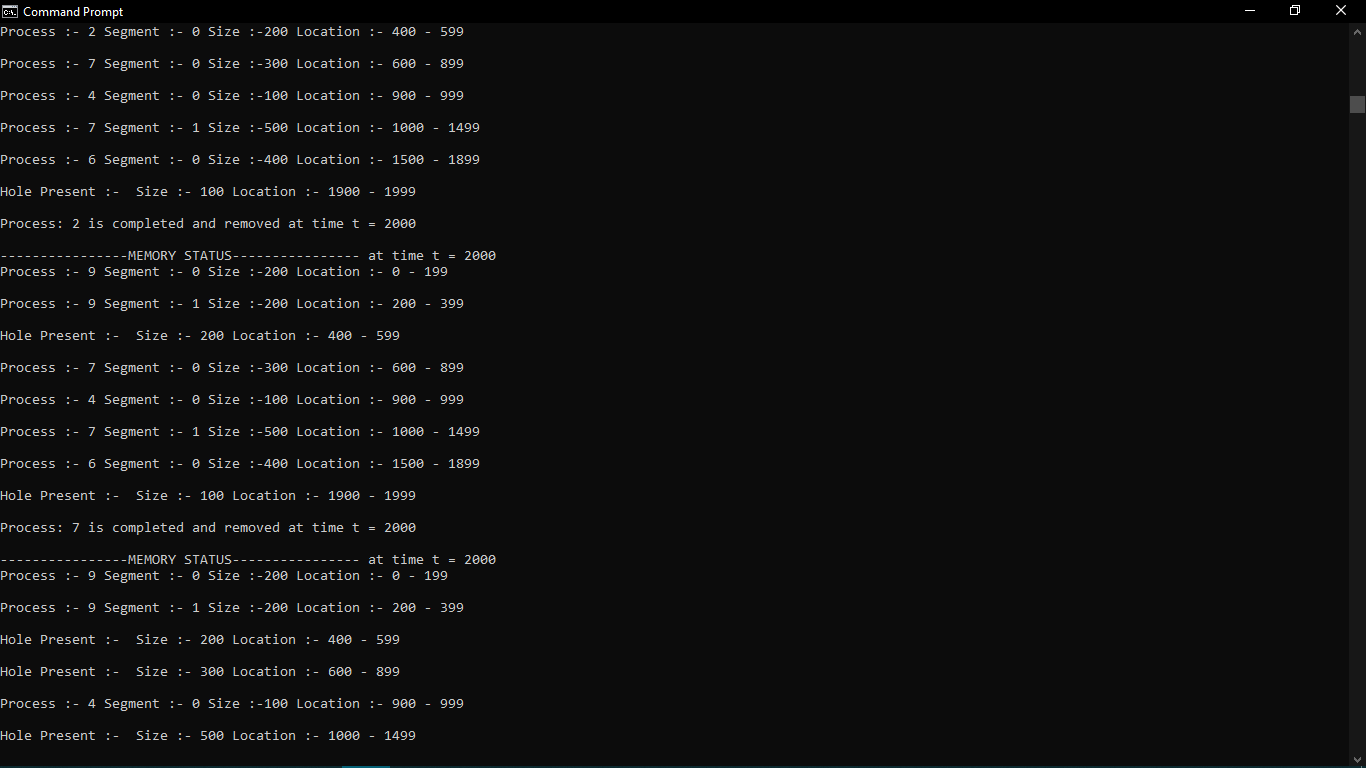 Command Prompt
Process :- 2 Segment :- 0 Size :-200 Location :- 400 - 599
Process :- 7 Segment :- 0 Size :-300 Location :- 600 - 899
Process :- 4 Segment :- 0 Size :-100 Location :- 900 - 999
Process :- 7 Segment :- 1 Size :-500 Location :- 1000 - 1499
Process :- 6 Segment :- 0 Size :-400 Location :- 1500 - 1899
Hole Present :-  Size :- 100 Location :- 1900 - 1999
Process: 2 is completed and removed at time t = 2000
----------------MEMORY STATUS---------------- at time t = 2000
Process :- 9 Segment :- 0 Size :-200 Location :- 0 - 199
Process :- 9 Segment :- 1 Size :-200 Location :- 200 - 399
Hole Present :-  Size :- 200 Location :- 400 - 599
Process :- 7 Segment :- 0 Size :-300 Location :- 600 - 899
Process :- 4 Segment :- 0 Size :-100 Location :- 900 - 999
Process :- 7 Segment :- 1 Size :-500 Location :- 1000 - 1499
Process :- 6 Segment :- 0 Size :-400 Location :- 1500 - 1899
Hole Present :-  Size :- 100 Location :- 1900 - 1999
Process: 7 is completed and removed at time t = 2000
----------------MEMORY STATUS---------------- at time t = 2000
Process :- 9 Segment :- 0 Size :-200 Location :- 0 - 199
Process :- 9 Segment :- 1 Size :-200 Location :- 200 - 399
Hole Present :-  Size :- 200 Location :- 400 - 599
Hole Present :-  Size :- 300 Location :- 600 - 899
Process :- 4 Segment :- 0 Size :-100 Location :- 900 - 999
Hole Present :-  Size :- 500 Location :- 1000 - 1499